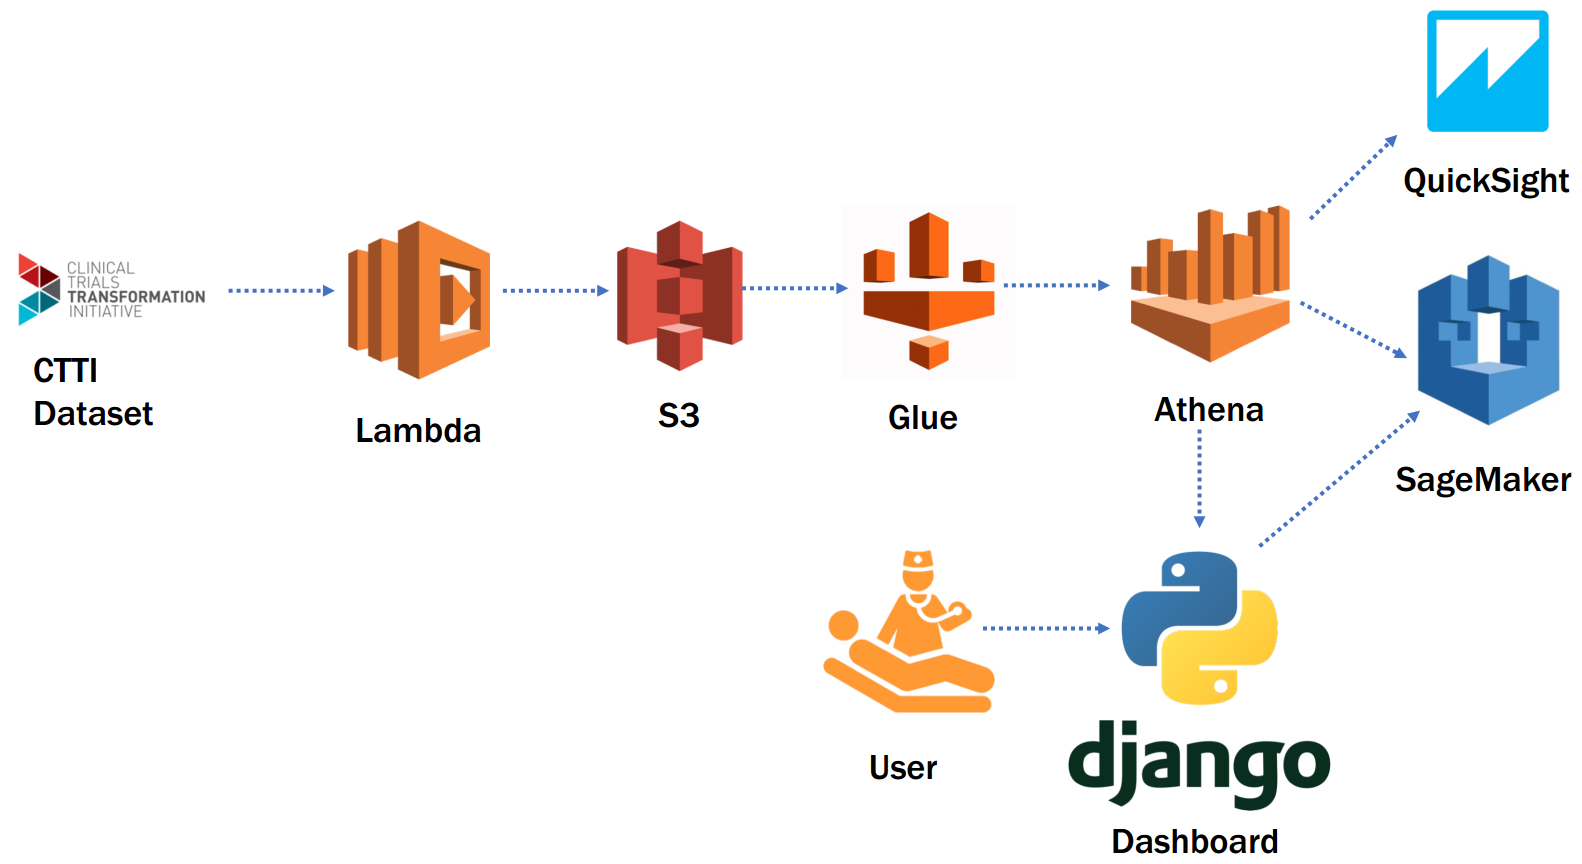 QuickSight
CLINICAL
TRIALS
TRANSFORMATION
INITIATIVE
CTTI
Dataset
Lambda
S3
Glue
Athena
SageMaker
User
django
Dashboard